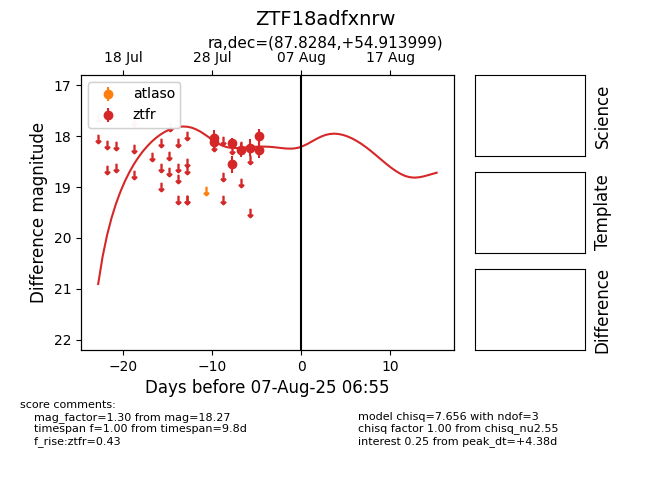 ZTF18adfxnrw
ra,dec=(87.8284,+54.913999)
18 Jul 28 Jul 07 Aug 17 Aug
atlaso
ztfr
17
18
19
20
21
22
Difference magnitude
−20 −10 0 10
Days before 07-Aug-25 06:55
Science
Template
Difference
score comments:
mag_factor=1.30 from mag=18.27
timespan f=1.00 from timespan=9.8d
f_rise:ztfr=0.43
model chisq=7.656 with ndof=3
chisq factor 1.00 from chisq_nu2.55
interest 0.25 from peak_dt=+4.38d